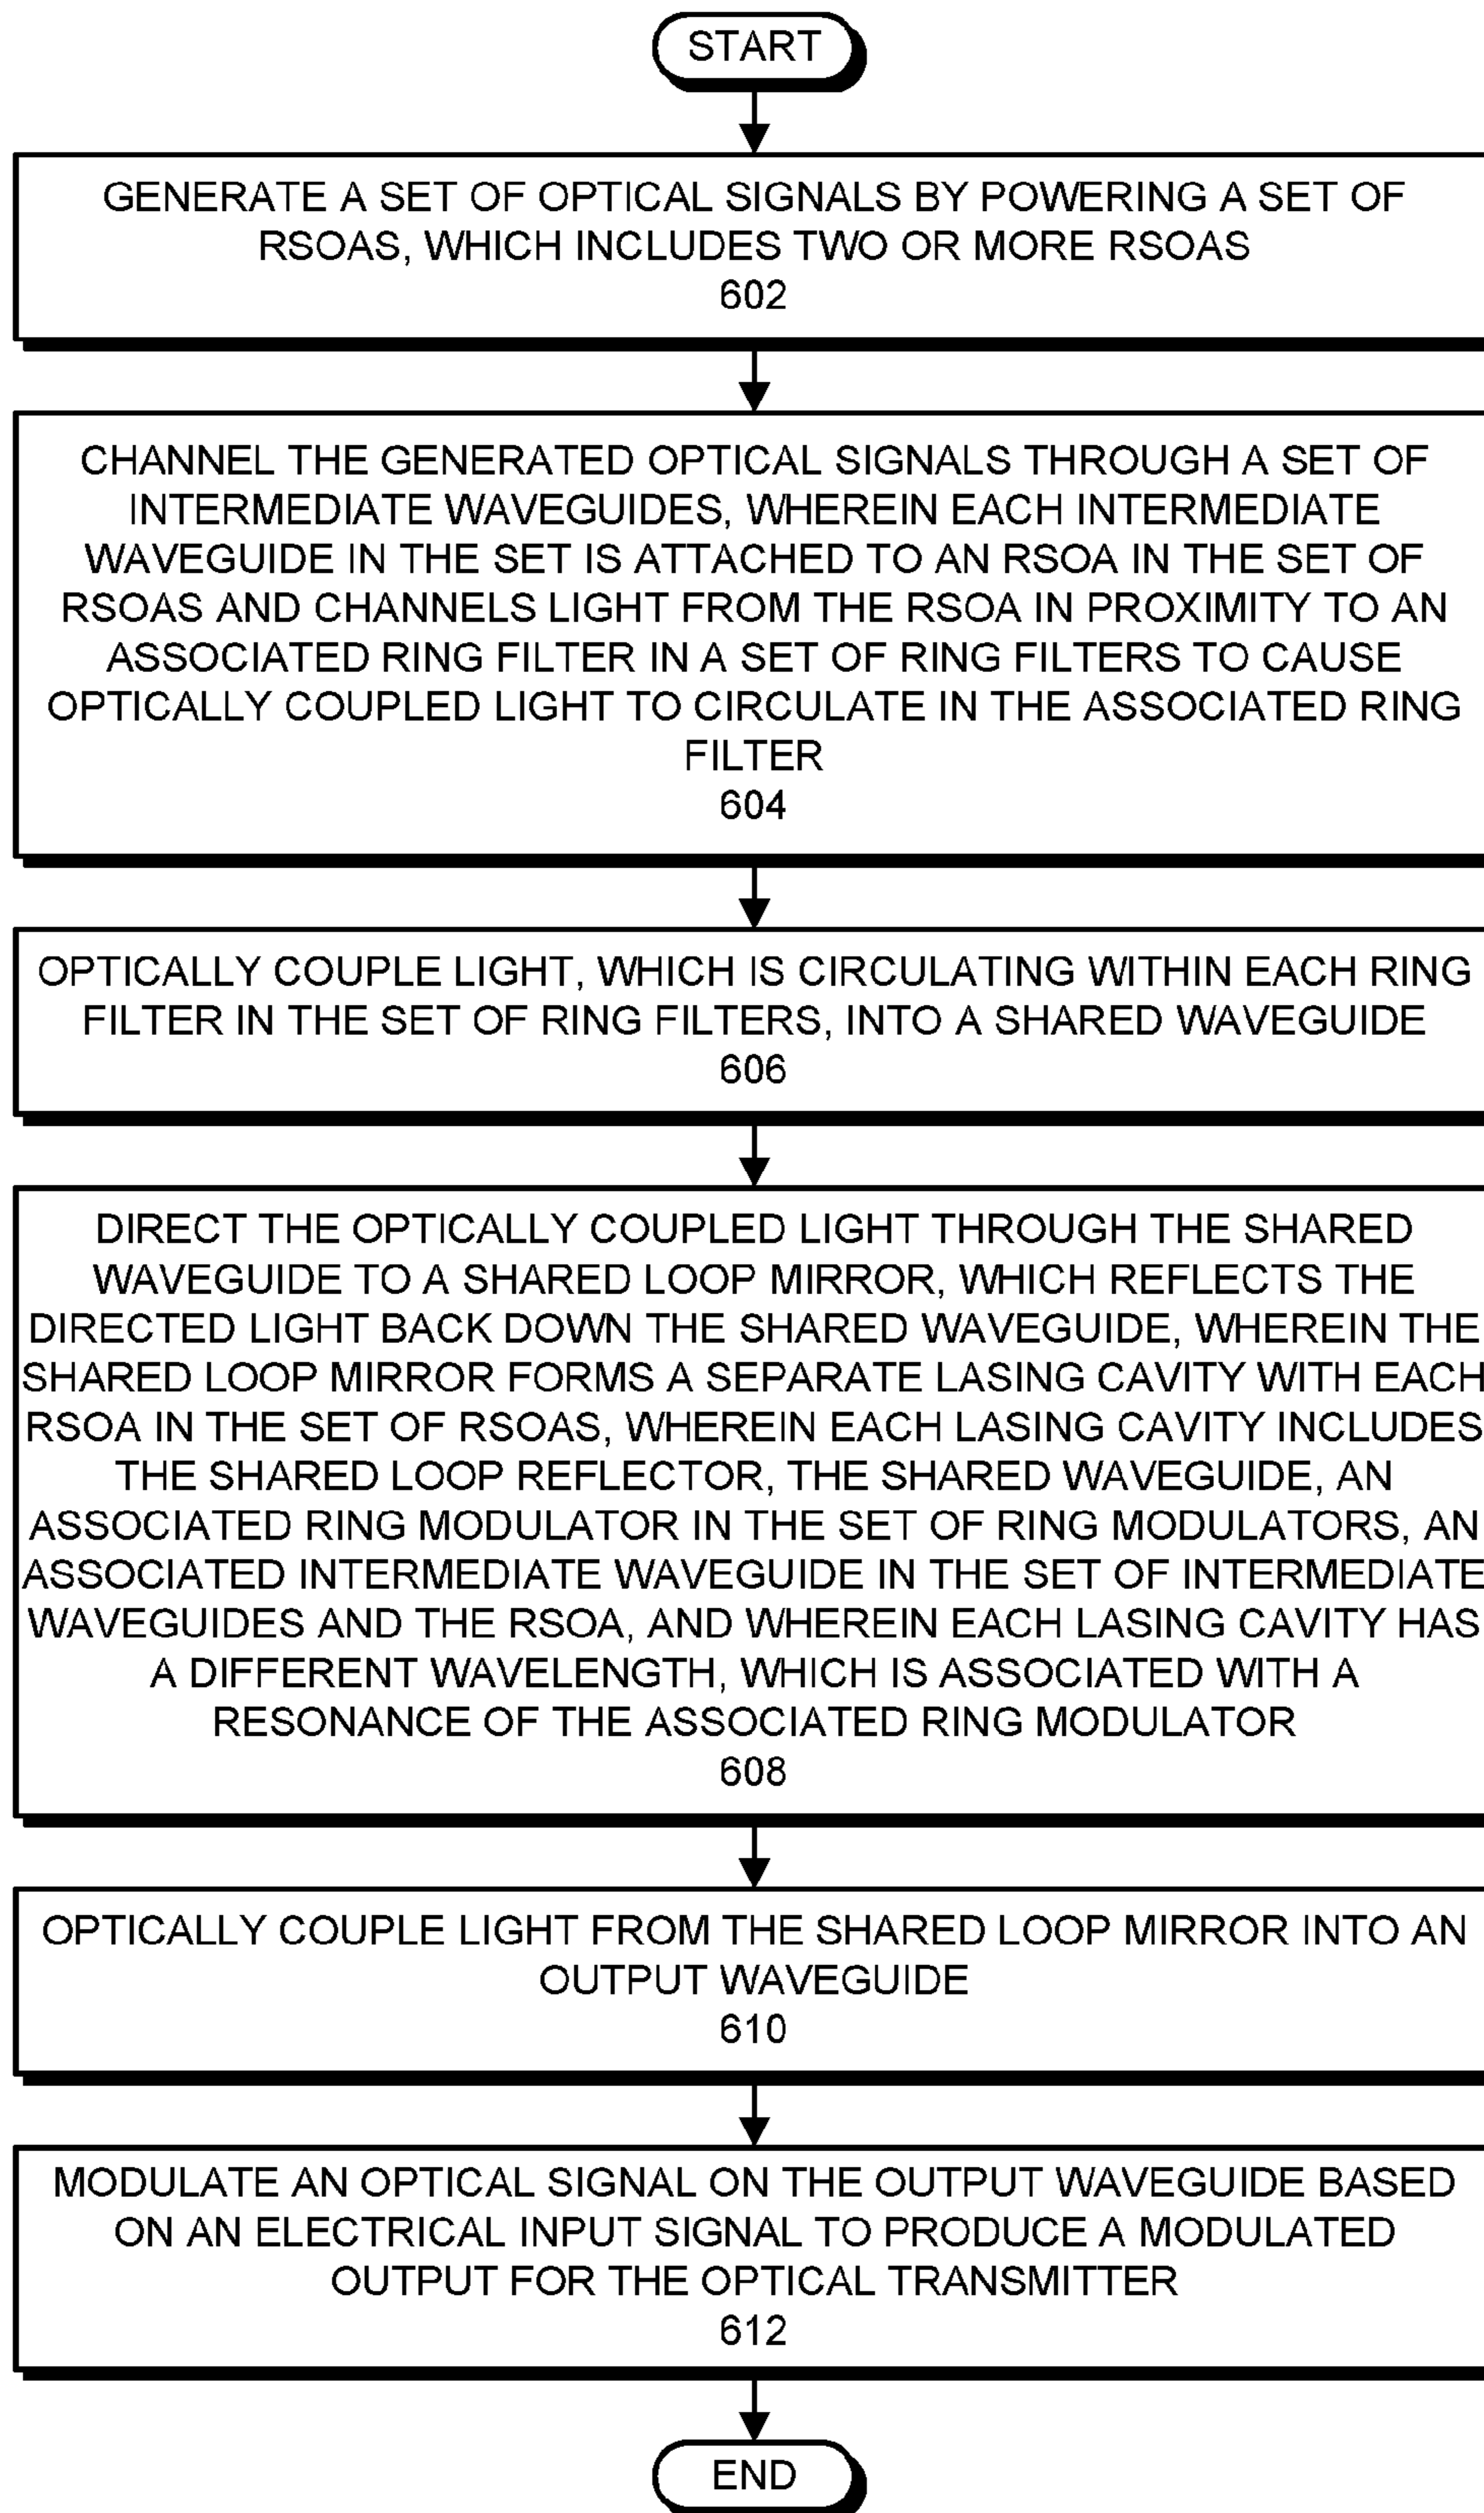 START
GENERATE A SET OF OPTICAL SIGNALS BY POWERING A SET OF
RSOAS, WHICH INCLUDES TWO OR MORE RSOAS
602
CHANNEL THE GENERATED OPTICAL SIGNALS THROUGH A SET OF
INTERMEDIATE WAVEGUIDES, WHEREIN EACH INTERMEDIATE
WAVEGUIDE IN THE SET IS ATTACHED TO AN RSOA IN THE SET OF
RSOAS AND CHANNELS LIGHT FROM THE RSOA IN PROXIMITY TO AN
ASSOCIATED RING FILTER IN A SET OF RING FILTERS TO CAUSE
OPTICALLY COUPLED LIGHT TO CIRCULATE IN THE ASSOCIATED RING
FILTER
604
OPTICALLY COUPLE LIGHT, WHICH IS CIRCULATING WITHIN EACH RING
FILTER IN THE SET OF RING FILTERS, INTO A SHARED WAVEGUIDE
606
DIRECT THE OPTICALLY COUPLED LIGHT THROUGH THE SHARED
WAVEGUIDE TO A SHARED LOOP MIRROR, WHICH REFLECTS THE
DIRECTED LIGHT BACK DOWN THE SHARED WAVEGUIDE, WHEREIN THE
SHARED LOOP MIRROR FORMS A SEPARATE LASING CAVITY WITH EACH
RSOA IN THE SET OF RSOAS, WHEREIN EACH LASING CAVITY INCLUDES
THE SHARED LOOP REFLECTOR, THE SHARED WAVEGUIDE, AN
ASSOCIATED RING MODULATOR IN THE SET OF RING MODULATORS, AN
ASSOCIATED INTERMEDIATE WAVEGUIDE IN THE SET OF INTERMEDIATE
WAVEGUIDES AND THE RSOA, AND WHEREIN EACH LASING CAVITY HAS
A DIFFERENT WAVELENGTH, WHICH IS ASSOCIATED WITH A
RESONANCE OF THE ASSOCIATED RING MODULATOR
608
OPTICALLY COUPLE LIGHT FROM THE SHARED LOOP MIRROR INTO AN
OUTPUT WAVEGUIDE
610
MODULATE AN OPTICAL SIGNAL ON THE OUTPUT WAVEGUIDE BASED
ON AN ELECTRICAL INPUT SIGNAL TO PRODUCE A MODULATED
OUTPUT FOR THE OPTICAL TRANSMITTER
612
END